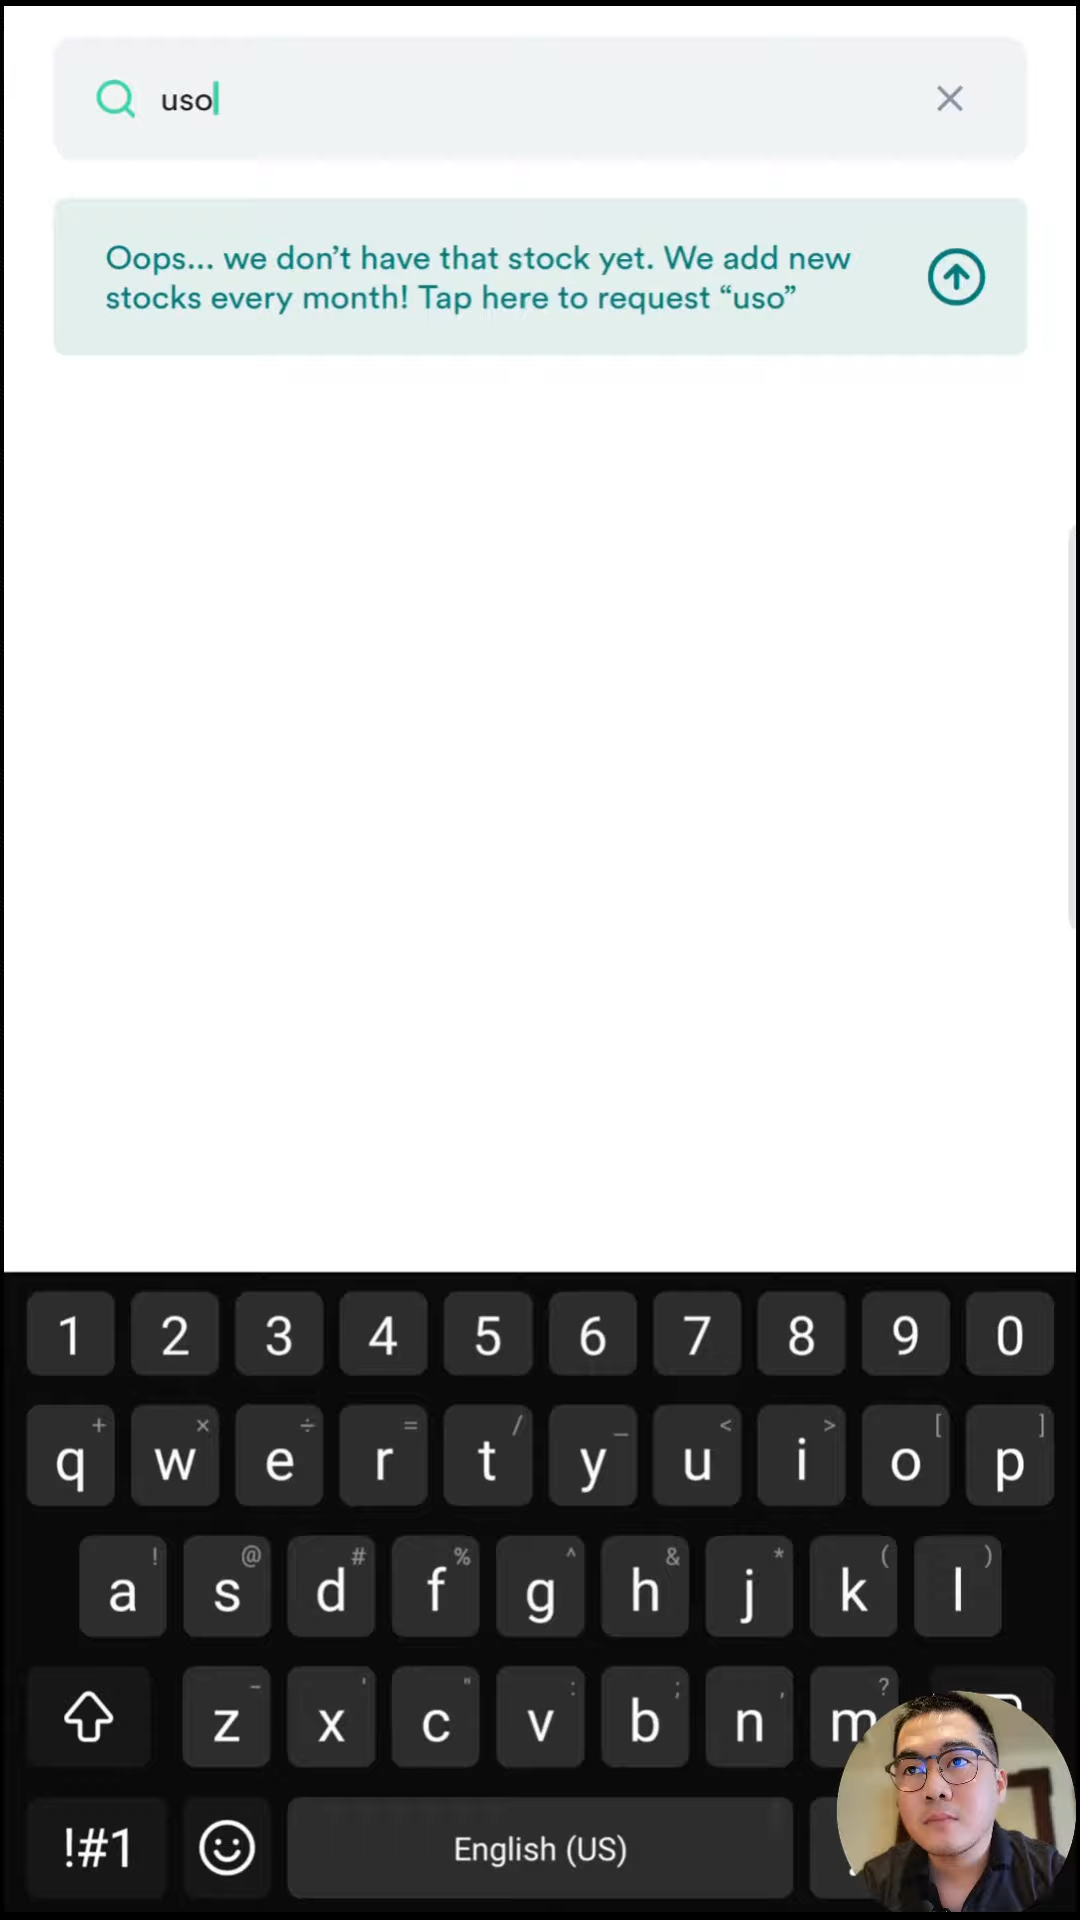 uso
Oops... we don’t have that stock yet. We add new
stocks every month! Tap here to request “uso”
1 2 3 4 5 6 7 8 9 0
+ × ÷ = / _ < > [ ]
q w e r t y u i o p
! @ # % ^ & * ( )
a s d f g h j k l
- ' " : ; , ?
z x c v b n m
!#1 English (US)